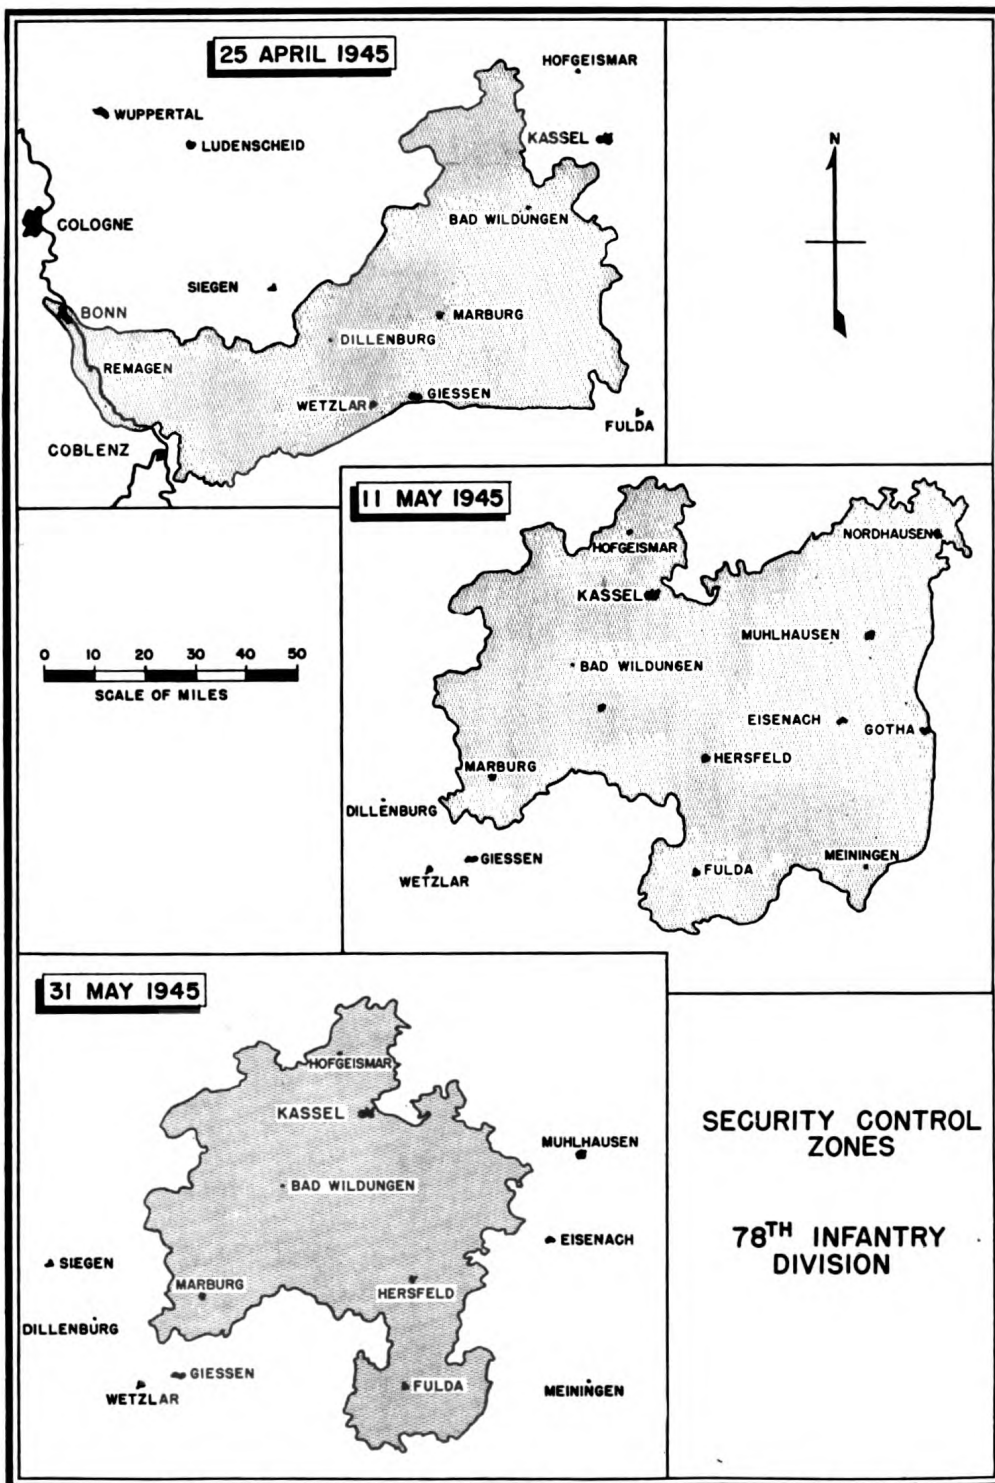 25 APRIL 1945
HOFGEISMAR
WUPPERTAL
KASSEL
LUDENSCHEID
BAD WILDUNGEN
COLOGNE
SIEGEN
BONN
MARBURG
DILLENBURG
REMAGEN
GIESSEN
WETZLAR
FULDA
COBLENZ
N
11 MAY 1945
NORDHAUSEN
HOFGEISMAR
KASSEL
MUHLHAUSEN
BAD WILDUNGEN
EISENACH
GOTHA
HERSFELD
MARBURG
DILLENBURG
GIESSEN
MEININGEN
FULDA
WETZLAR
0 10 20 30 40 50
SCALE OF MILES
31 MAY 1945
HOFGEISMAR
KASSEL
MUHLHAUSEN
BAD WILDUNGEN
EISENACH
SIEGEN
MARBURG
HERSFELD
DILLENBURG
GIESSEN
FULDA
WETZLAR
MEININGEN
SECURITY CONTROL
ZONES
78TH INFANTRY
DIVISION